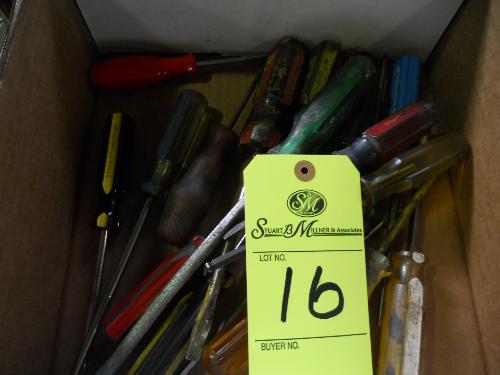 SM
STUART B MILLNER & Associates
LOT NO.
16
BUYER NO.